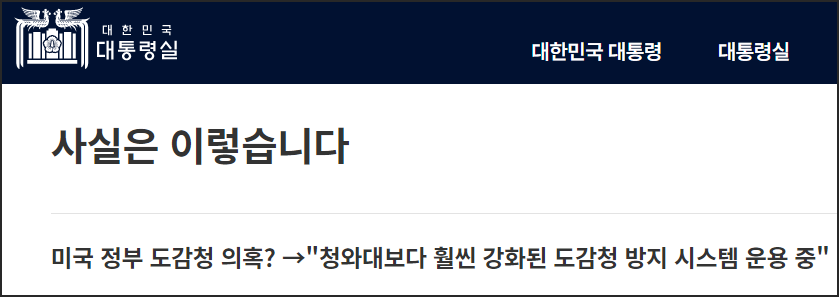 대 한 민 국
대통령실
대한민국 대통령 대통령실
사실은 이렇습니다
미국 정부 도감청 의혹? →"청와대보다 훨씬 강화된 도감청 방지 시스템 운용 중"